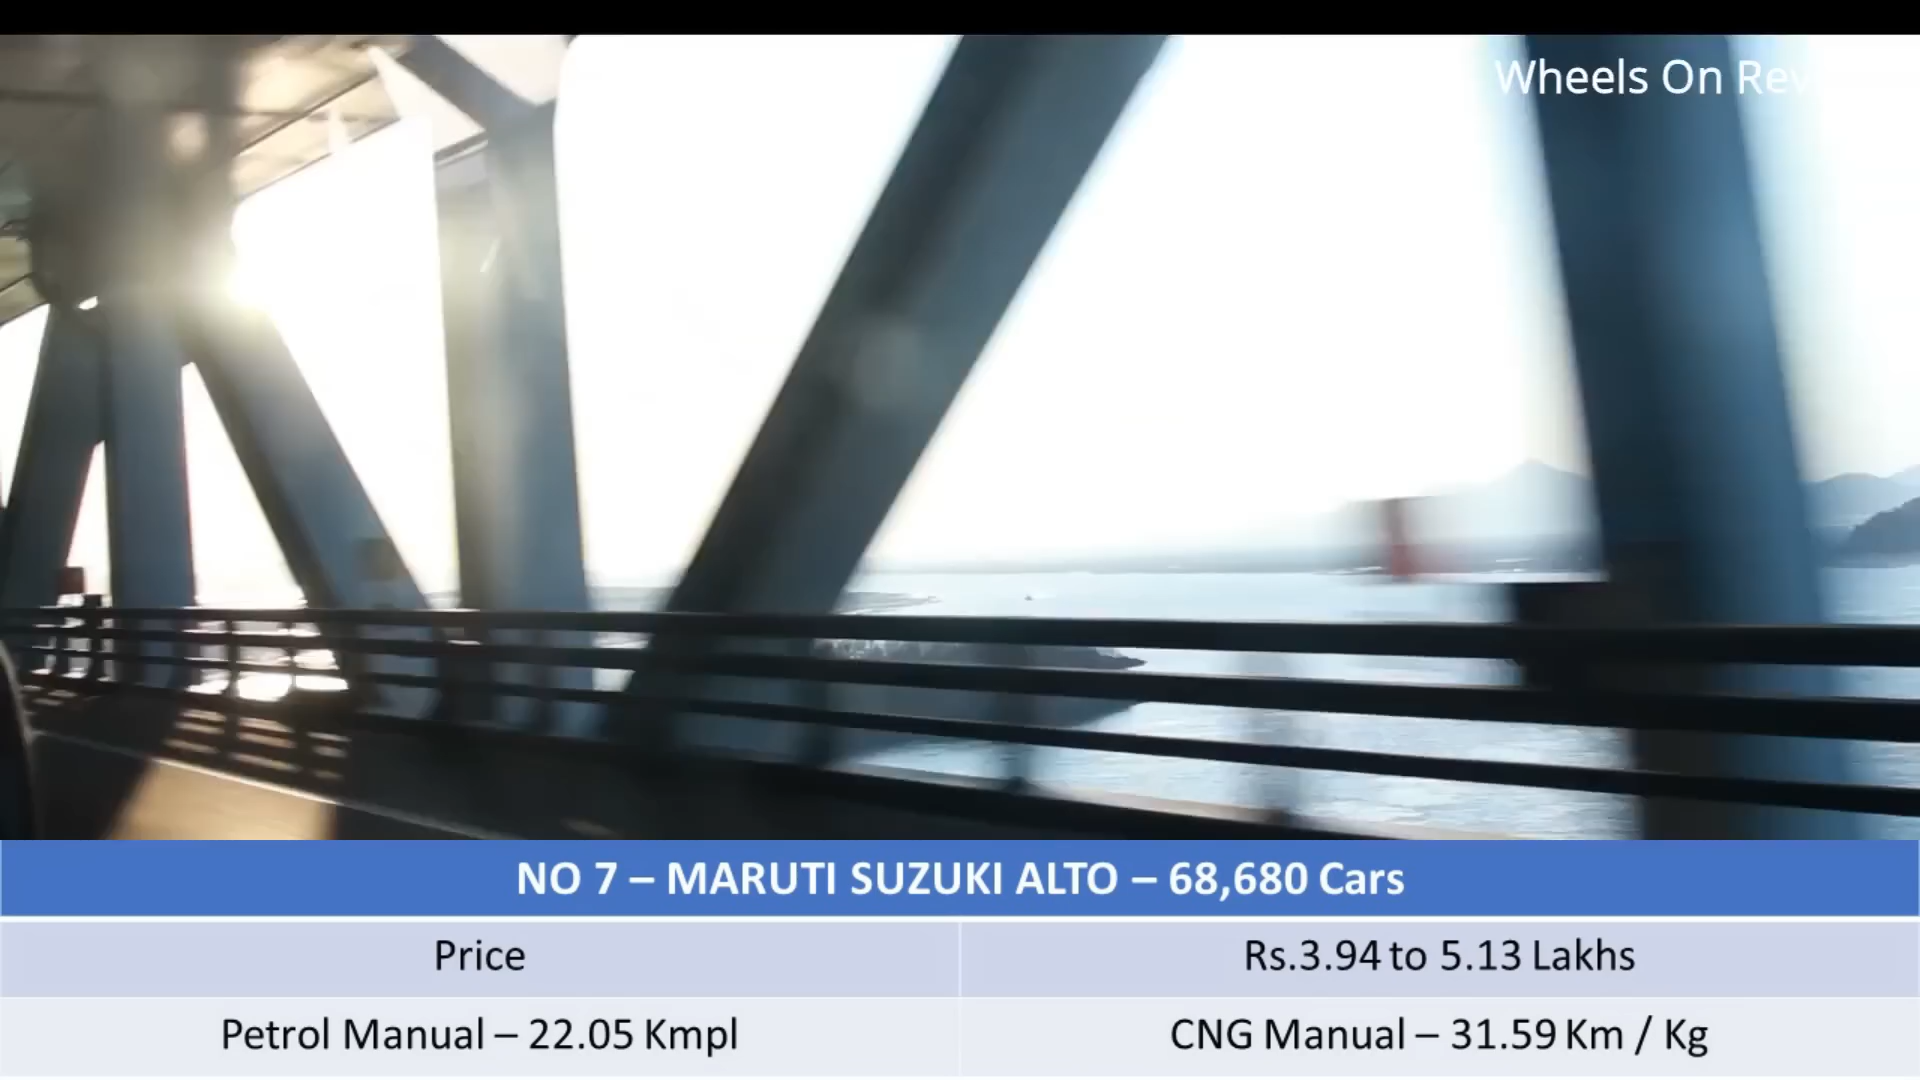 Wheels On Rev
NO 7 – MARUTI SUZUKI ALTO – 68,680 Cars
Price
Rs.3.94 to 5.13 Lakhs
Petrol Manual – 22.05 Kmpl
CNG Manual – 31.59 Km / Kg